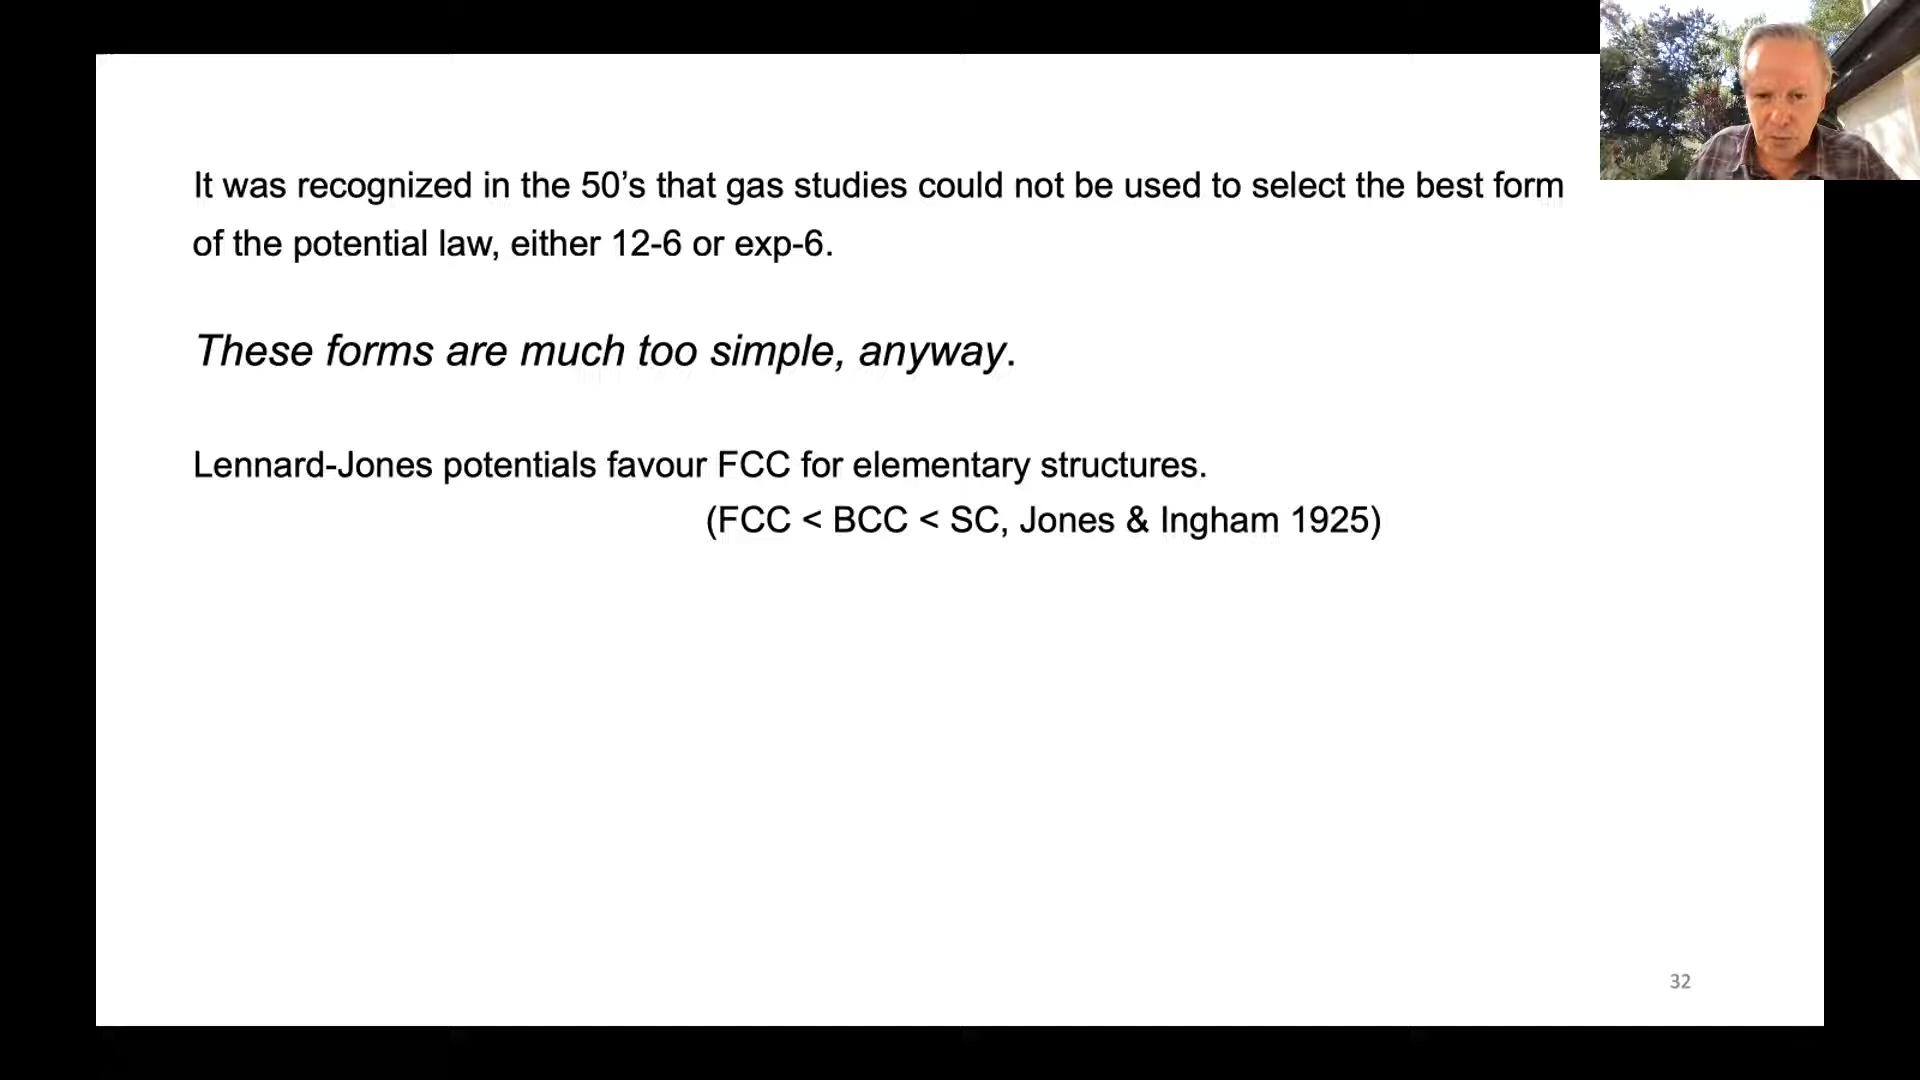 It was recognized in the 50’s that gas studies could not be used to select the best form
of the potential law, either 12-6 or exp-6.
These forms are much too simple, anyway.
Lennard-Jones potentials favour FCC for elementary structures.
(FCC < BCC < SC, Jones & Ingham 1925)
32